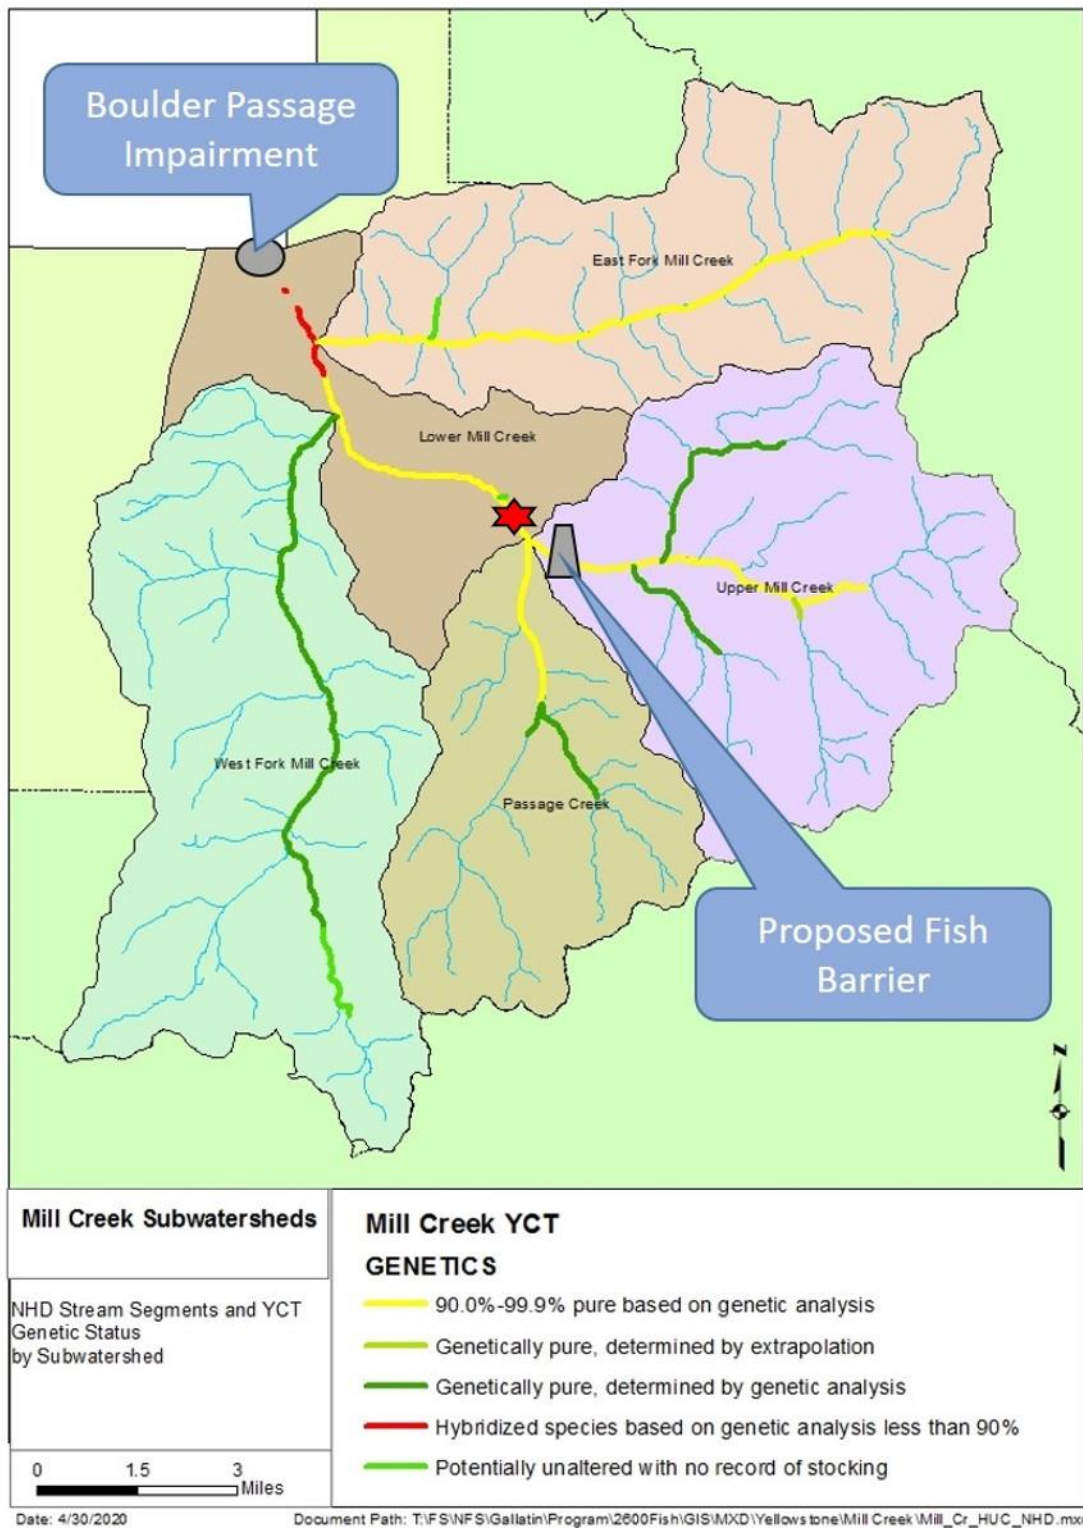 Boulder Passage
Impairment
East Fork Mill Creek
Lower Mill Creek
Upper Mill Creek
West Fork Mill Creek
Passage Creek
Proposed Fish
Barrier
N
Mill Creek Subwatersheds
NHD Stream Segments and YCT
Genetic Status
by Subwatershed
0 1.5 3
Miles
Mill Creek YCT
GENETICS
90.0%-99.9% pure based on genetic analysis
Genetically pure, determined by extrapolation
Genetically pure, determined by genetic analysis
Hybridized species based on genetic analysis less than 90%
Potentially unaltered with no record of stocking
Date: 4/30/2020
Document Path: T:\FS\NFS\Gallatin\Program\2600Fish\GIS\MXD\Yellowstone\Mill Creek\Mill_Cr_HUC_NHD.mxd